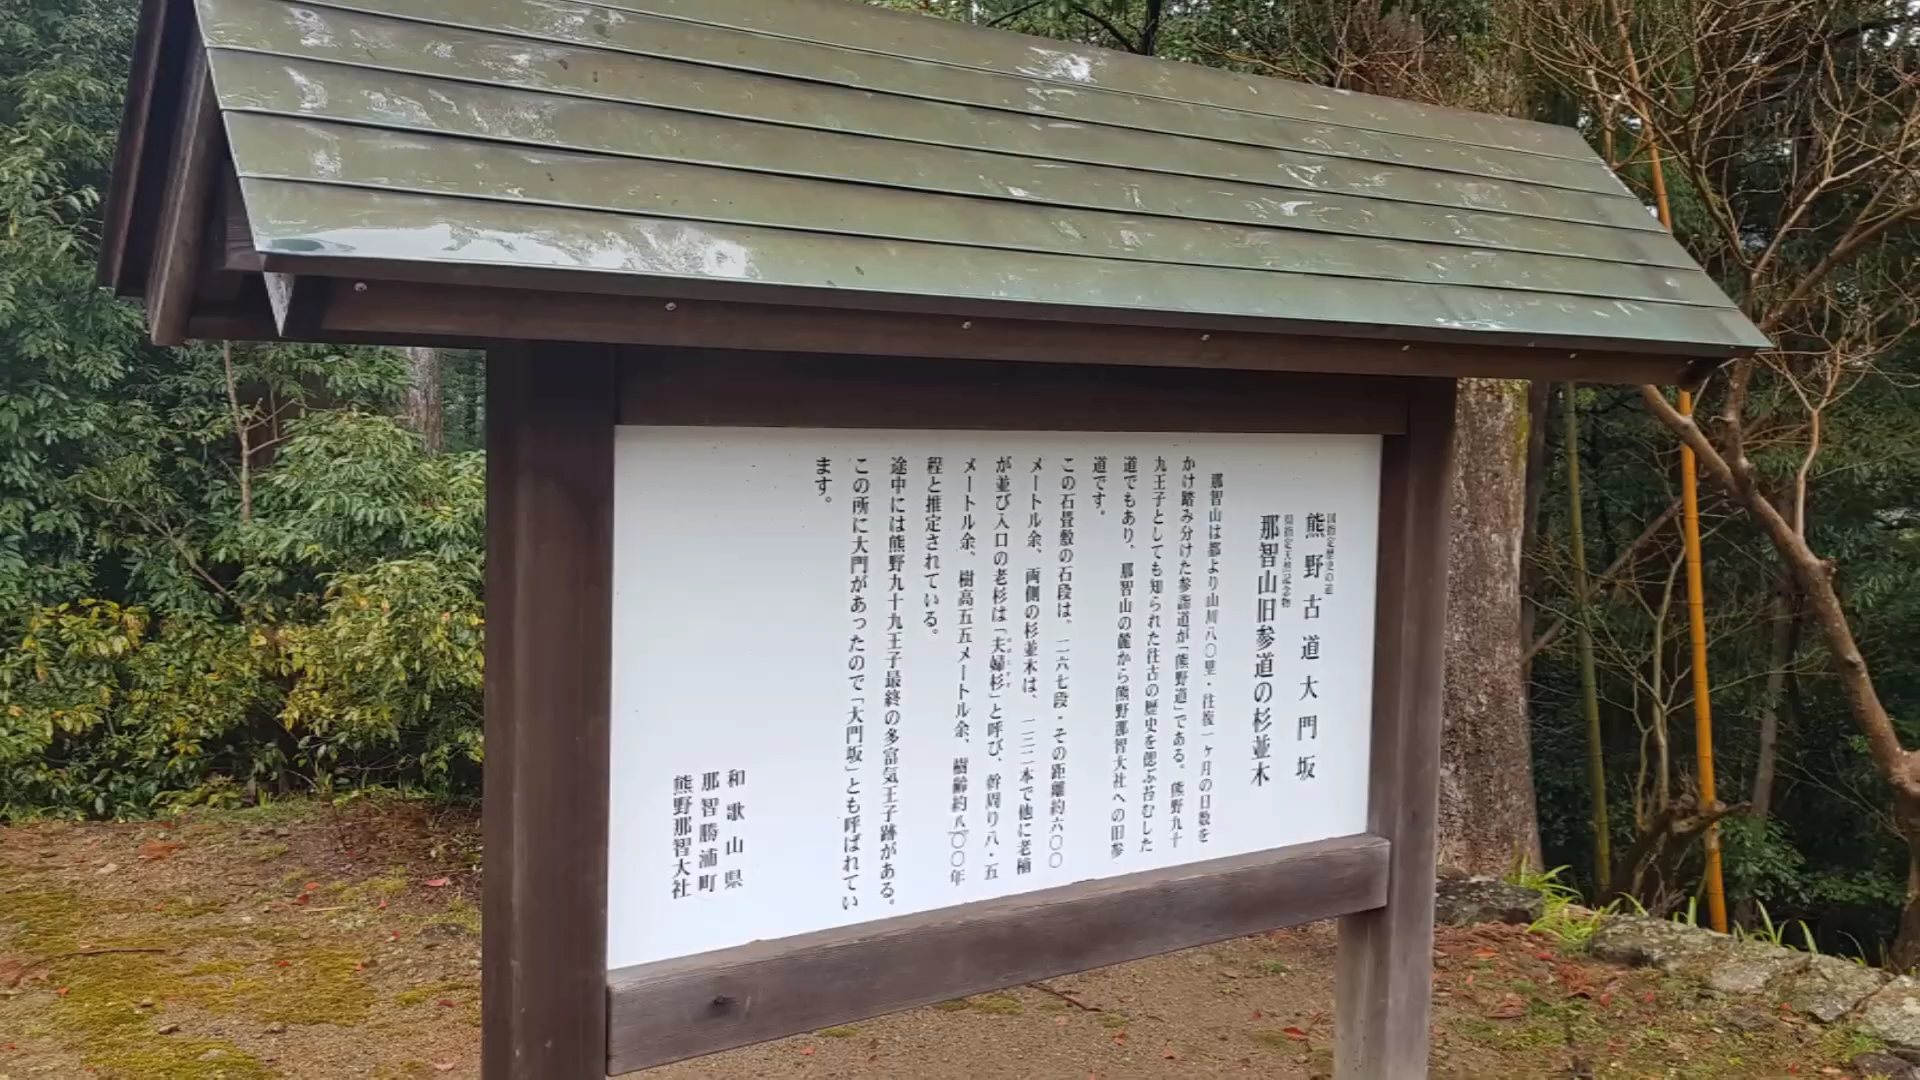 国指定歴史の道
熊野古道大門坂
県指定天然記念物
那智山旧参道の杉並木
那智山は都より山川八〇里・往復一ヶ月の日数を
かけ踏み分けた参詣道が「熊野道」である。熊野九十
九王子としても知られた往古の歴史を偲ぶ苔むした
道でもあり、那智山の麓から熊野那智大社への旧参
道です。
この石畳敷の石段は、二六七段・その距離約六〇〇
メートル余、両側の杉並木は、一三二本で他に老樟
が並び入口の老杉は「夫婦杉」と呼び、幹周り八・五
メートル余、樹高五五メートル余、樹齢約八〇〇年
程と推定されている。
途中には熊野九十九王子最終の多富気王子跡がある。
この所に大門があったので「大門坂」とも呼ばれてい
ます。
和歌山県
那智勝浦町
熊野那智大社